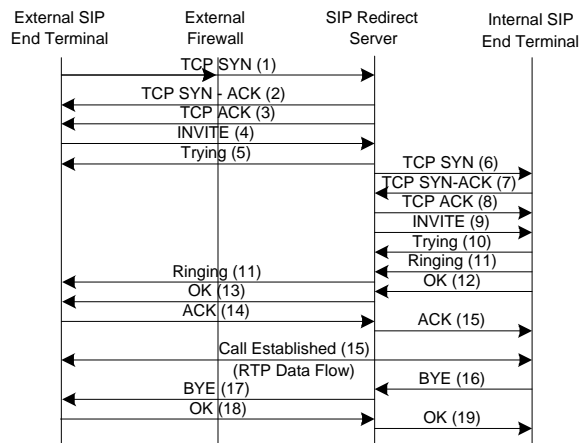 External SIP
End Terminal
External
Firewall
SIP Redirect
Server
Internal SIP
End Terminal
TCP SYN (1)
TCP SYN - ACK (2)
TCP ACK (3)
INVITE (4)
Trying (5)
TCP SYN (6)
TCP SYN-ACK (7)
TCP ACK (8)
INVITE (9)
Trying (10)
Ringing (11)
Ringing (11)
OK (12)
OK (13)
ACK (14)
ACK (15)
Call Established (15)
(RTP Data Flow)
BYE (16)
BYE (17)
OK (18)
OK (19)